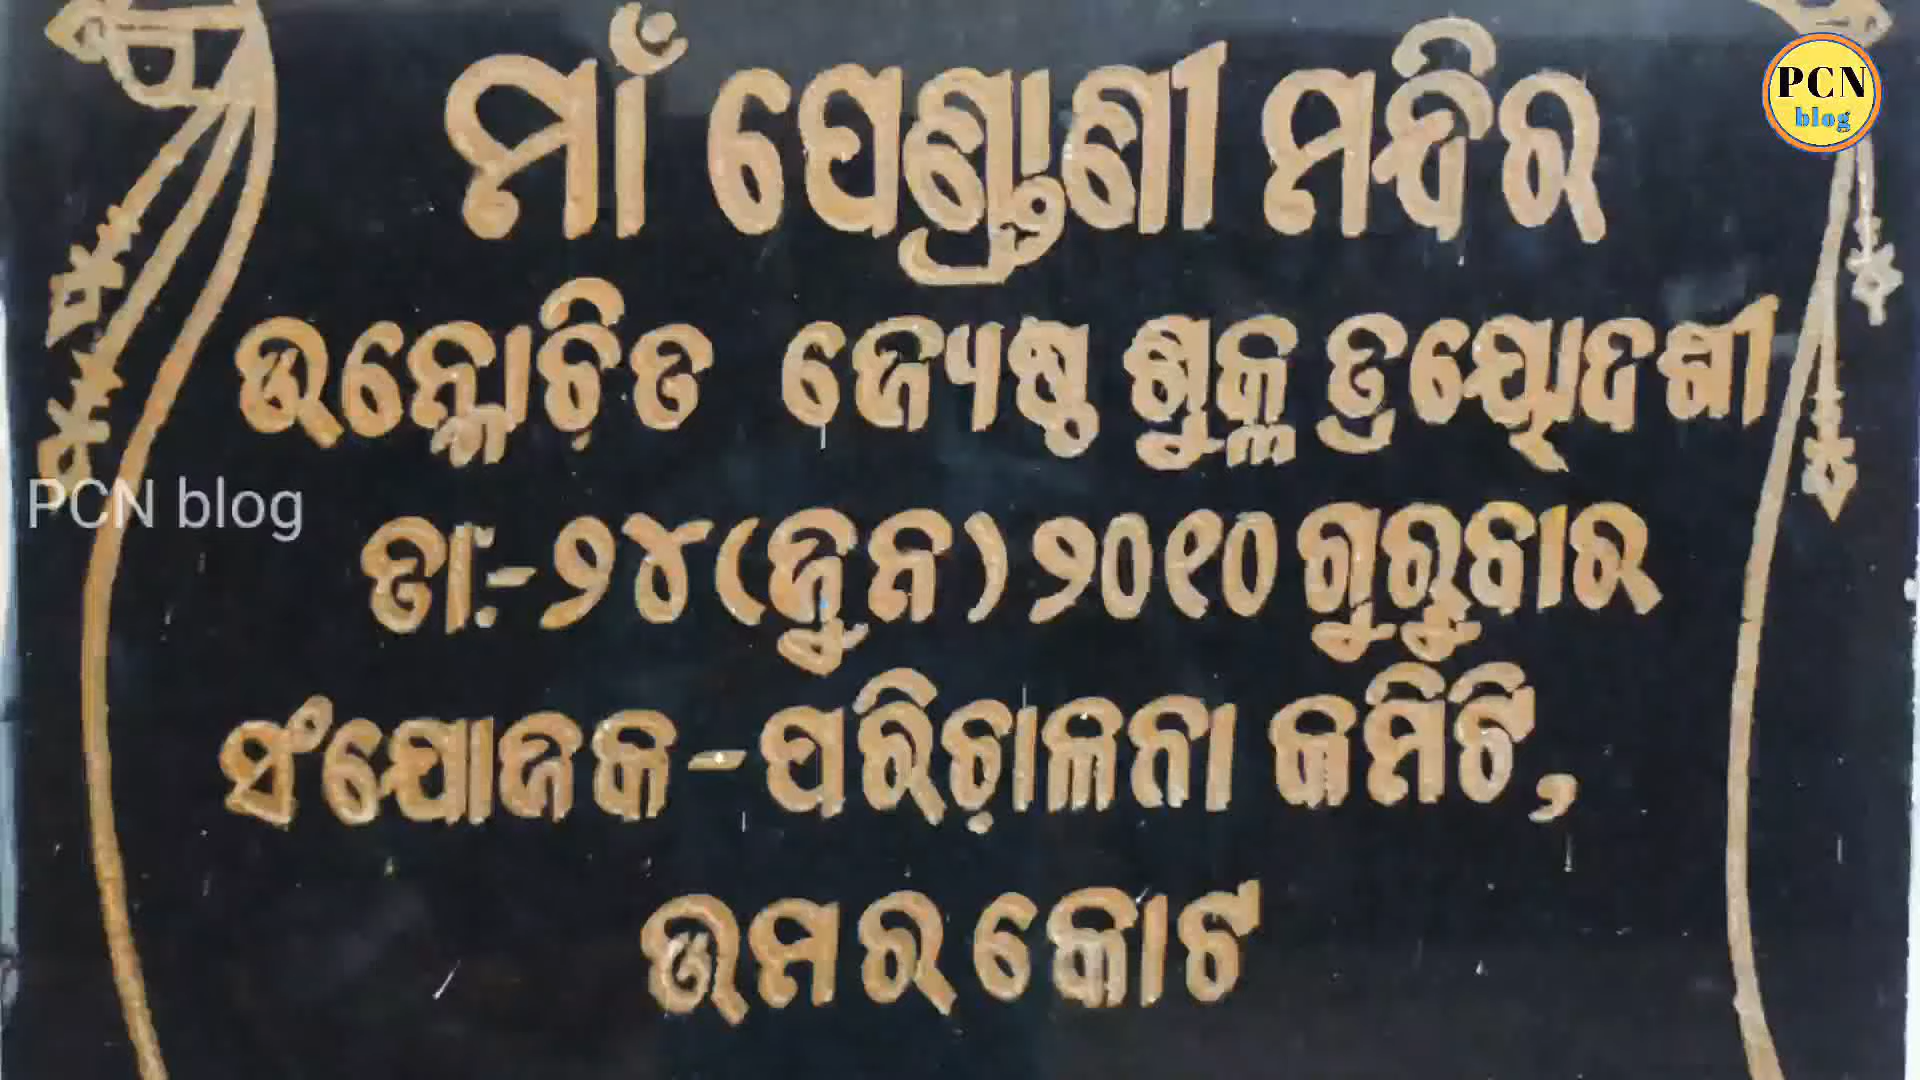 ମାଁ ପେଣ୍ଡ୍ରାଣୀ ମନ୍ଦିର
PCN
blog
ଉନ୍ମୋଚିତ ଜ୍ୟେଷ୍ଠ ଶୁକ୍ଲ ତ୍ରୟୋଦଶୀ
PCN blog
ତା:-୨୪(ଜୁନ)୨୦୧୦ ଗୁରୁବାର
ସଂଯୋଜକ-ପରିଚାଳନା କମିଟି,
ଉମରକୋଟ